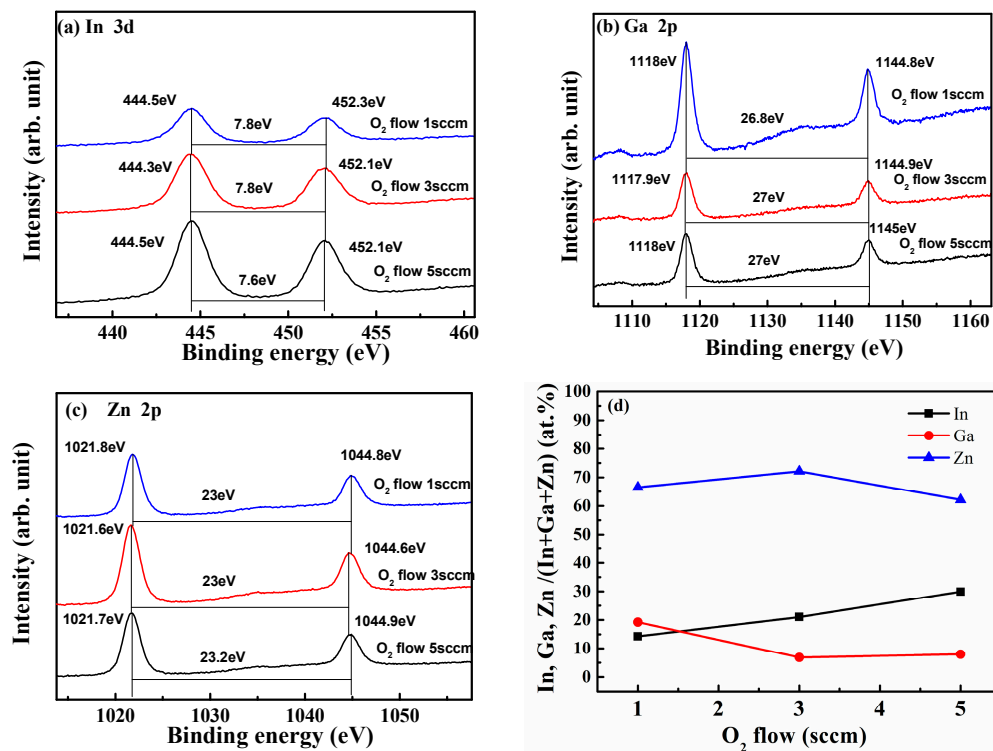 (a) In 3d
Intensity (arb. unit)
444.5eV
452.3eV
O₂ flow 1sccm
7.8eV
444.3eV
452.1eV
O₂ flow 3sccm
7.8eV
444.5eV
452.1eV
O₂ flow 5sccm
7.6eV
440 445 450 455 460
Binding energy (eV)
(b) Ga 2p
Intensity (arb. unit)
1118eV
1144.8eV
O₂ flow 1sccm
26.8eV
1117.9eV
1144.9eV
O₂ flow 3sccm
27eV
1118eV
1145eV
O₂ flow 5sccm
27eV
1110 1120 1130 1140 1150 1160
Binding energy (eV)
(c) Zn 2p
Intensity (arb. unit)
1021.8eV
1044.8eV
O₂ flow 1sccm
23eV
1021.6eV
1044.6eV
O₂ flow 3sccm
23eV
1021.7eV
1044.9eV
O₂ flow 5sccm
23.2eV
1020 1030 1040 1050
Binding energy (eV)
(d)
In, Ga, Zn /(In+Ga+Zn) (at.%)
100
90
80
70
60
50
40
30
20
10
0
In
Ga
Zn
1 2 3 4 5
O₂ flow (sccm)